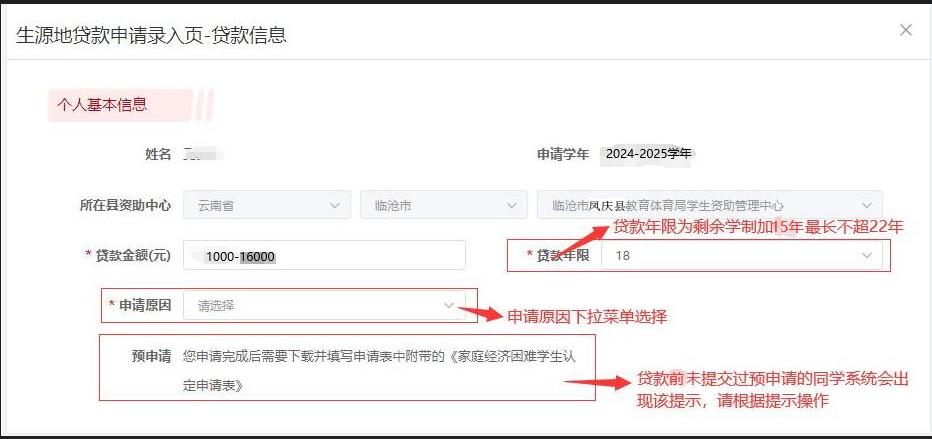 生源地贷款申请录入页-贷款信息
个人基本信息
姓名
申请学年 2024-2025学年
所在县资助中心 云南省 临沧市 临沧市凤庆县教育体育局学生资助管理中心
贷款年限为剩余学制加15年最长不超22年
* 贷款金额(元) 1000-16000 * 贷款年限 18
* 申请原因 请选择 申请原因下拉菜单选择
预申请 您申请完成后需要下载并填写申请表中附带的《家庭经济困难学生认
定申请表》
贷款前未提交过预申请的同学系统会出
现该提示，请根据提示操作